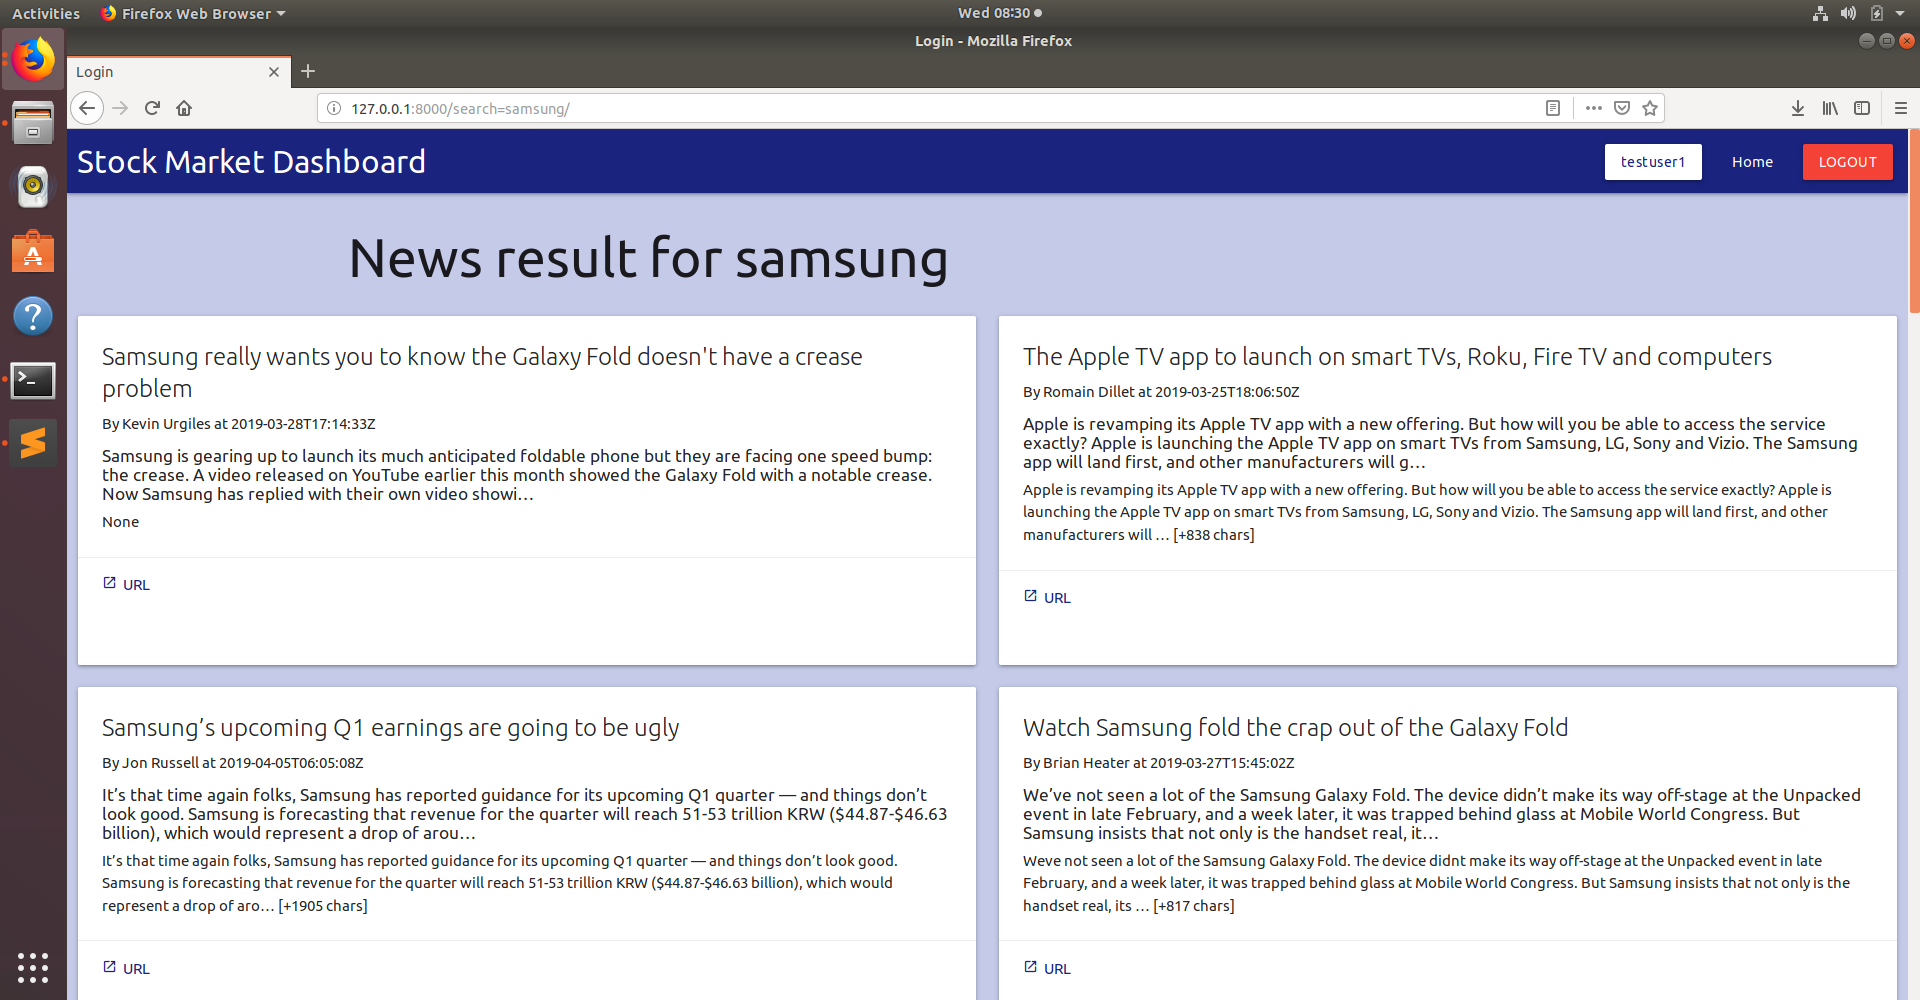 Activities
Firefox Web Browser
Wed 08:30
Login - Mozilla Firefox
Login
127.0.0.1:8000/search=samsung/
Stock Market Dashboard
testuser1
Home
LOGOUT
News result for samsung
Samsung really wants you to know the Galaxy Fold doesn't have a crease
problem
By Kevin Urgiles at 2019-03-28T17:14:33Z
Samsung is gearing up to launch its much anticipated foldable phone but they are facing one speed bump:
the crease. A video released on YouTube earlier this month showed the Galaxy Fold with a notable crease.
Now Samsung has replied with their own video showi…
None
URL
The Apple TV app to launch on smart TVs, Roku, Fire TV and computers
By Romain Dillet at 2019-03-25T18:06:50Z
Apple is revamping its Apple TV app with a new offering. But how will you be able to access the service
exactly? Apple is launching the Apple TV app on smart TVs from Samsung, LG, Sony and Vizio. The Samsung
app will land first, and other manufacturers will g…
Apple is revamping its Apple TV app with a new offering. But how will you be able to access the service exactly? Apple is
launching the Apple TV app on smart TVs from Samsung, LG, Sony and Vizio. The Samsung app will land first, and other
manufacturers will … [+838 chars]
URL
Samsung’s upcoming Q1 earnings are going to be ugly
By Jon Russell at 2019-04-05T06:05:08Z
It’s that time again folks, Samsung has reported guidance for its upcoming Q1 quarter — and things don’t
look good. Samsung is forecasting that revenue for the quarter will reach 51-53 trillion KRW ($44.87-$46.63
billion), which would represent a drop of arou…
It’s that time again folks, Samsung has reported guidance for its upcoming Q1 quarter — and things don’t look good.
Samsung is forecasting that revenue for the quarter will reach 51-53 trillion KRW ($44.87-$46.63 billion), which would
represent a drop of aro… [+1905 chars]
URL
Watch Samsung fold the crap out of the Galaxy Fold
By Brian Heater at 2019-03-27T15:45:02Z
We’ve not seen a lot of the Samsung Galaxy Fold. The device didn’t make its way off-stage at the Unpacked
event in late February, and a week later, it was trapped behind glass at Mobile World Congress. But
Samsung insists that not only is the handset real, it…
Weve not seen a lot of the Samsung Galaxy Fold. The device didnt make its way off-stage at the Unpacked event in late
February, and a week later, it was trapped behind glass at Mobile World Congress. But Samsung insists that not only is the
handset real, its … [+817 chars]
URL